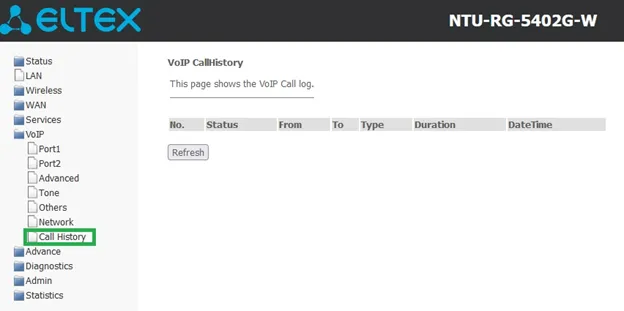 ELTEX
NTU-RG-5402G-W
Status
LAN
Wireless
WAN
Services
VoIP
Port1
Port2
Advanced
Tone
Others
Network
Call History
Advance
Diagnostics
Admin
Statistics
VoIP CallHistory
This page shows the VoIP Call log.
No. Status From To Type Duration DateTime
Refresh